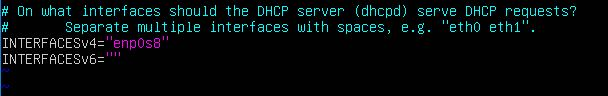 # On what interfaces should the DHCP server (dhcpd) serve DHCP requests?
#       Separate multiple interfaces with spaces, e.g. "eth0 eth1".
INTERFACESv4="enp0s8"
INTERFACESv6=""
~
~